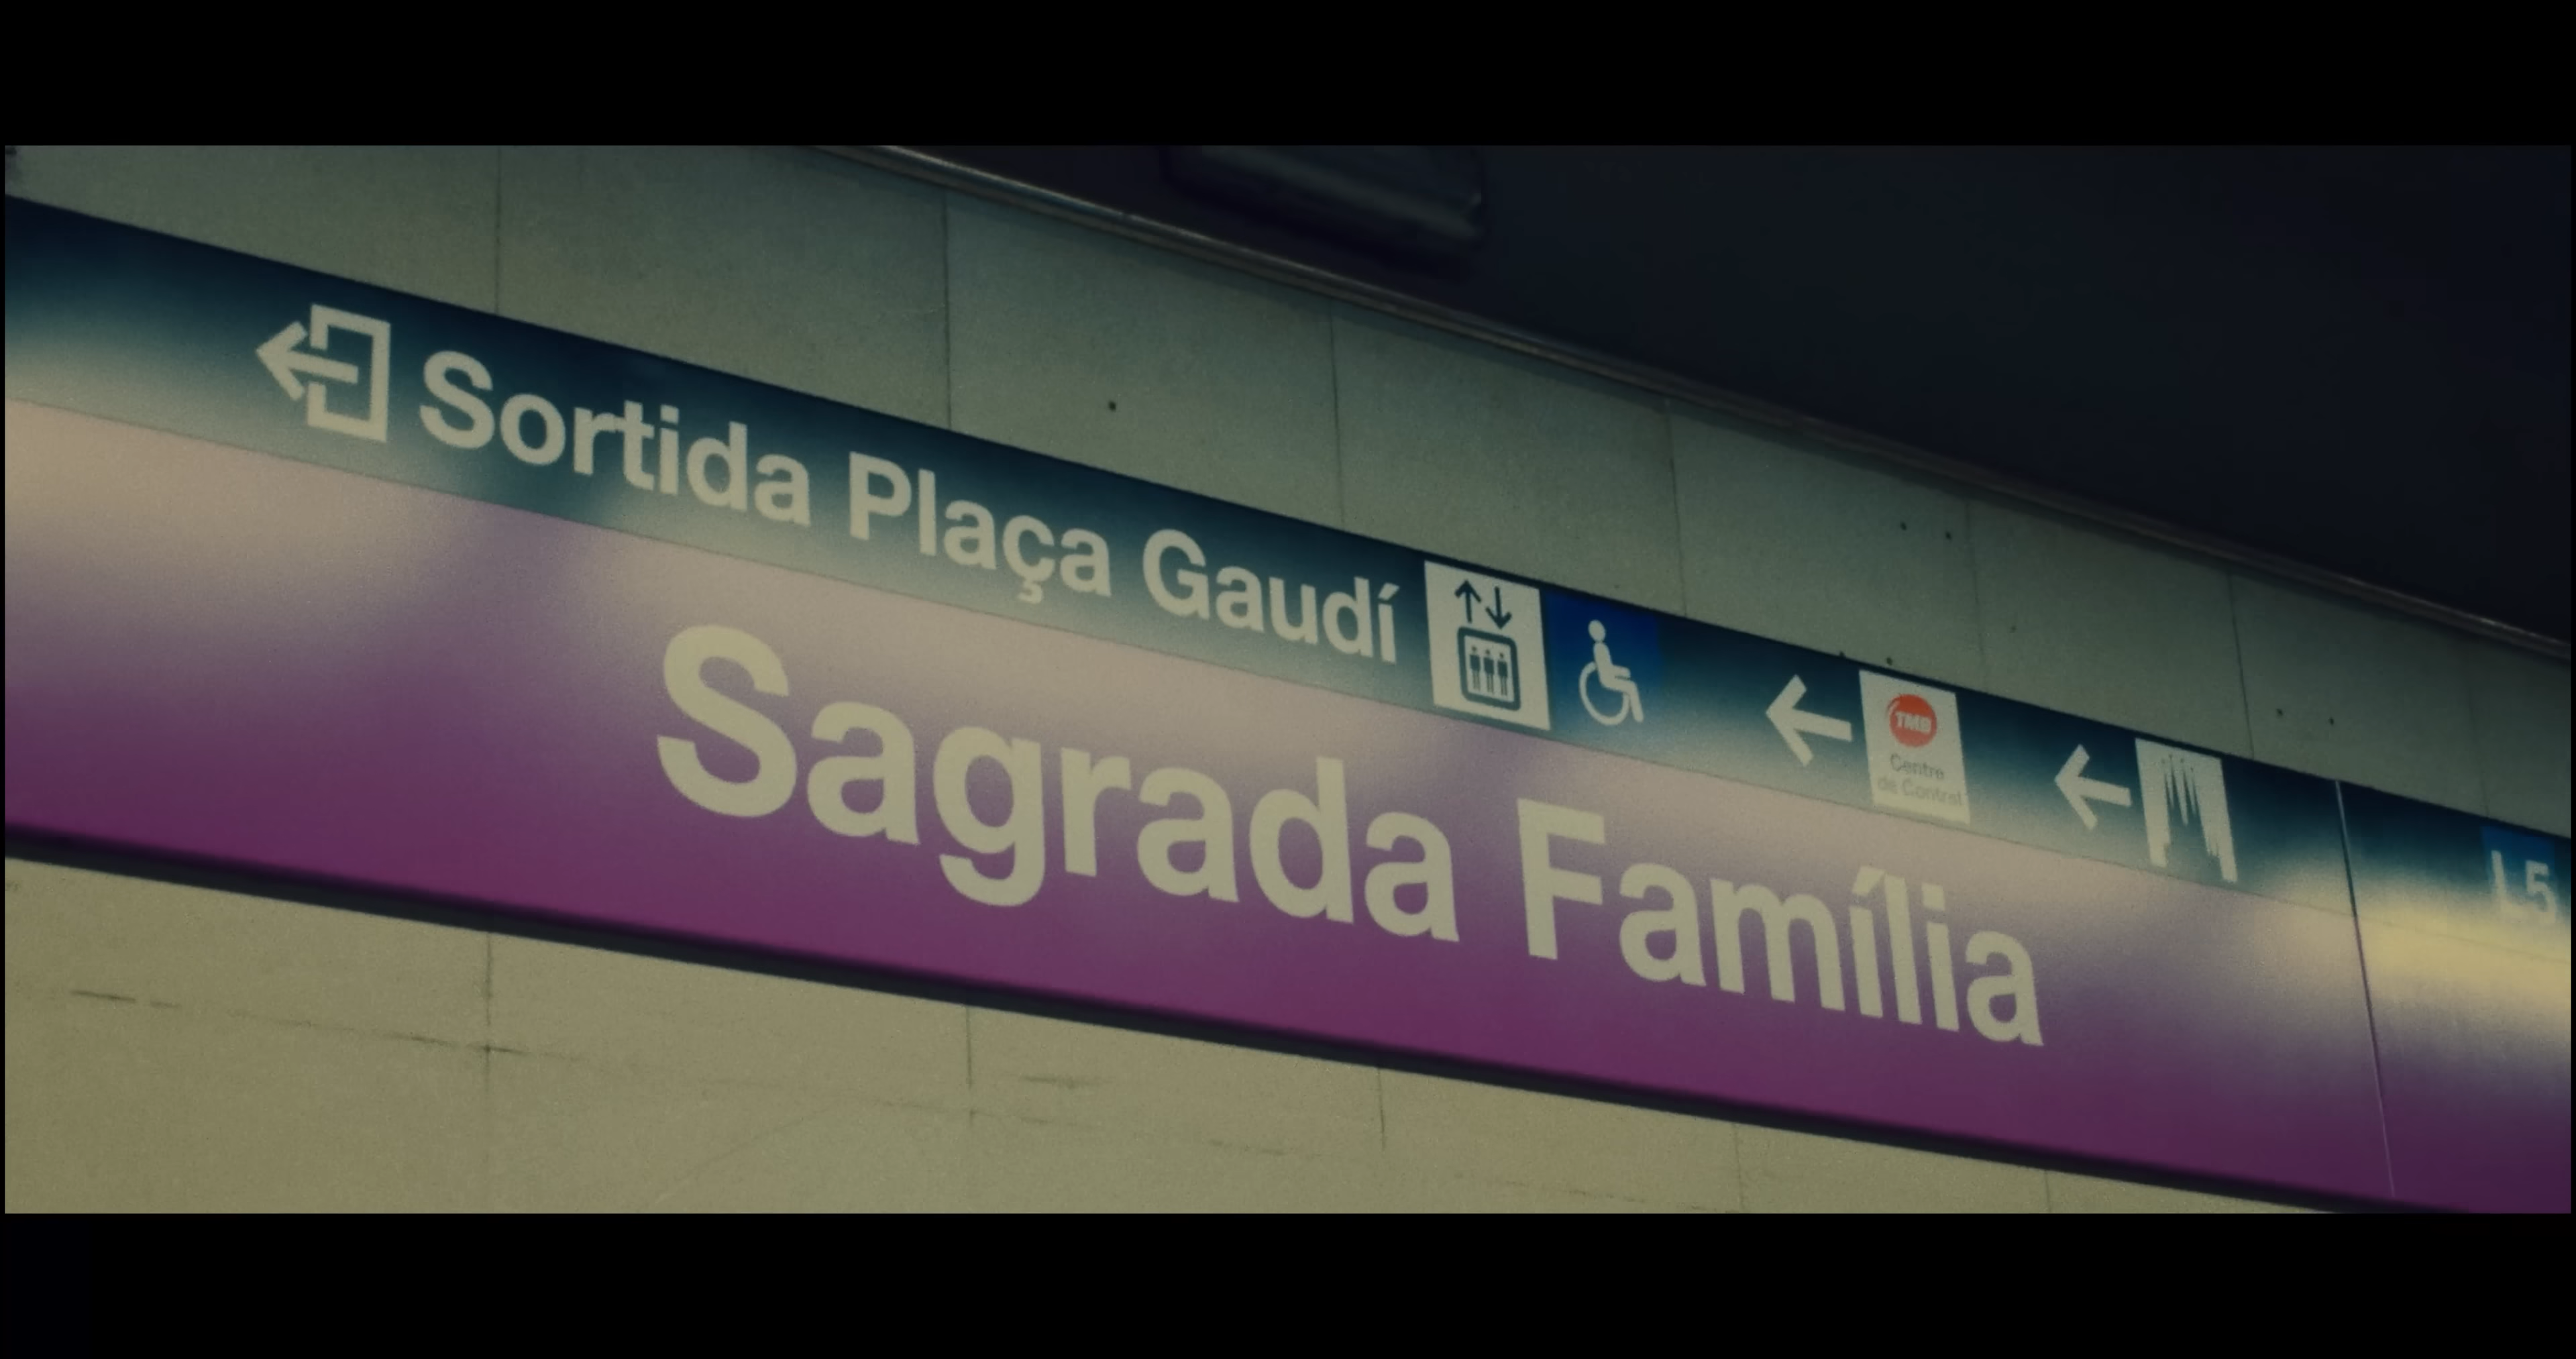 Sortida Plaça Gaudí
TMB
Centre
de Control
L5
Sagrada Família